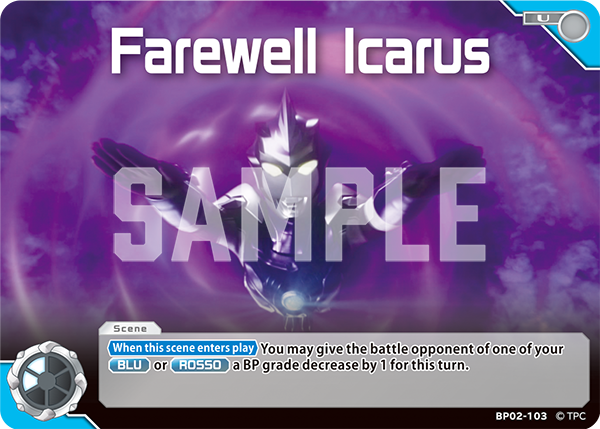 U
Farewell Icarus
SAMPLE
Scene
When this scene enters play You may give the battle opponent of one of your
BLU or ROSSO a BP grade decrease by 1 for this turn.
BP02-103 © TPC